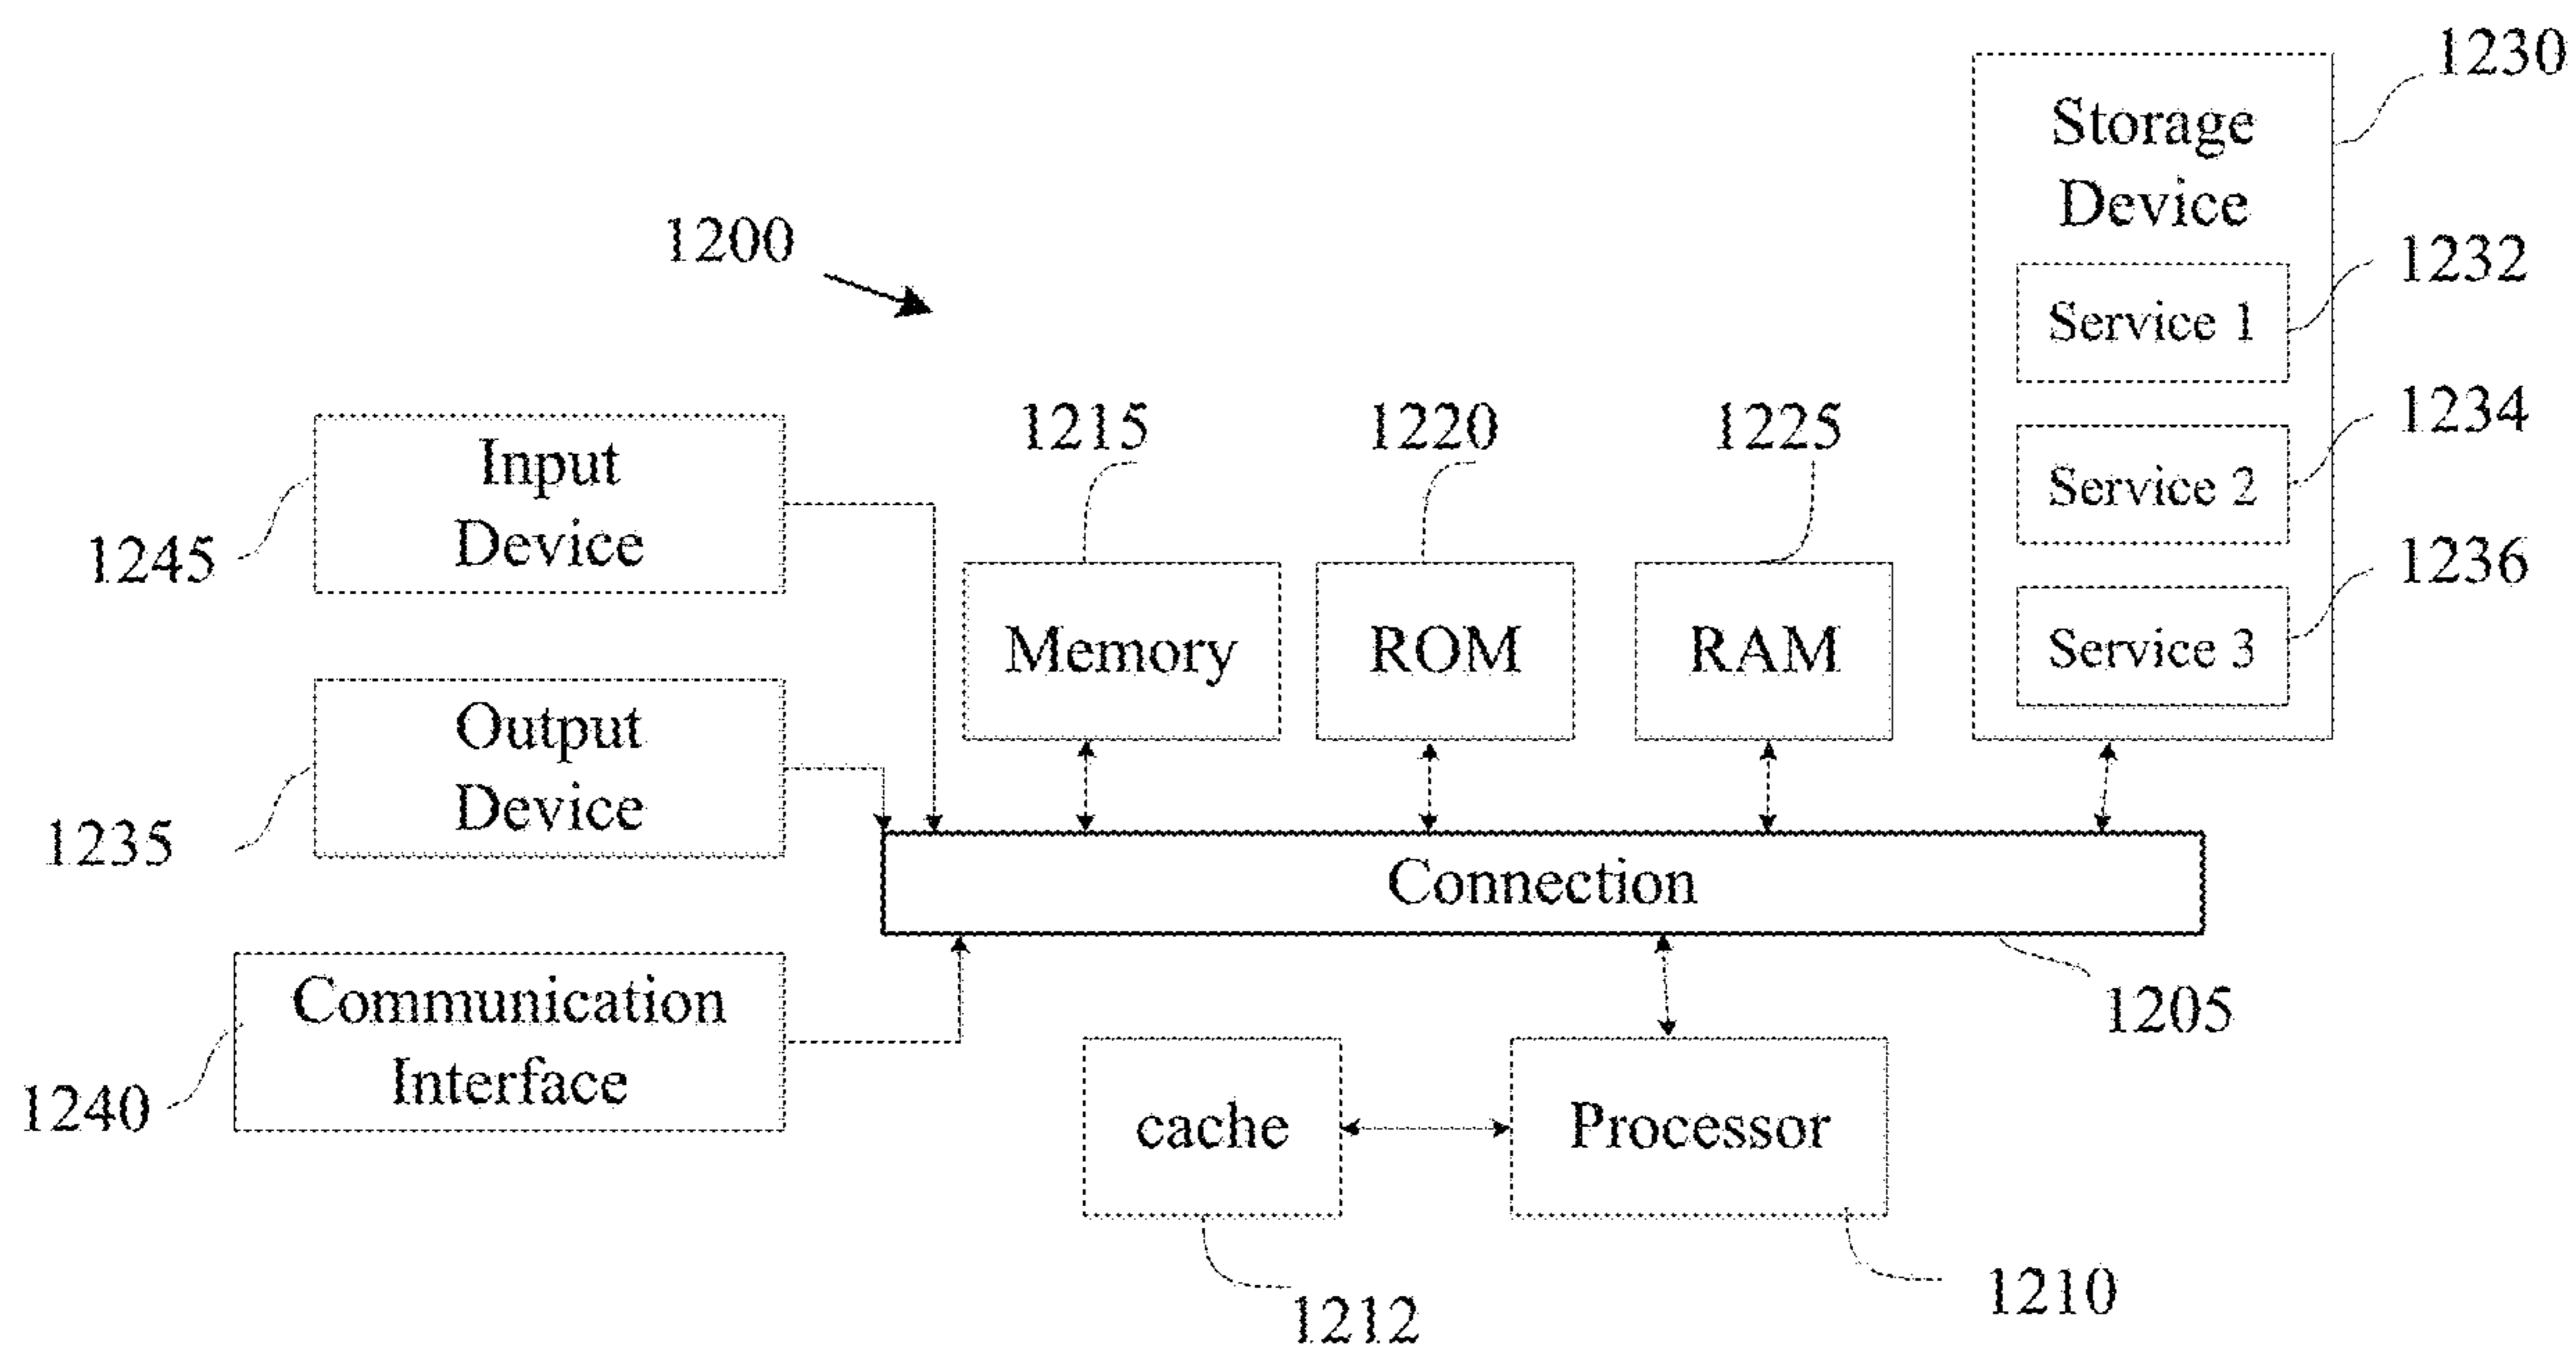 1230
Storage
Device
1200
1232
Service 1
1215
1220
1225
1234
Input
Device
Service 2
1245
1236
Memory
ROM
RAM
Service 3
Output
Device
1235
Connection
Communication
Interface
1205
1240
cache
Processor
1210
1212